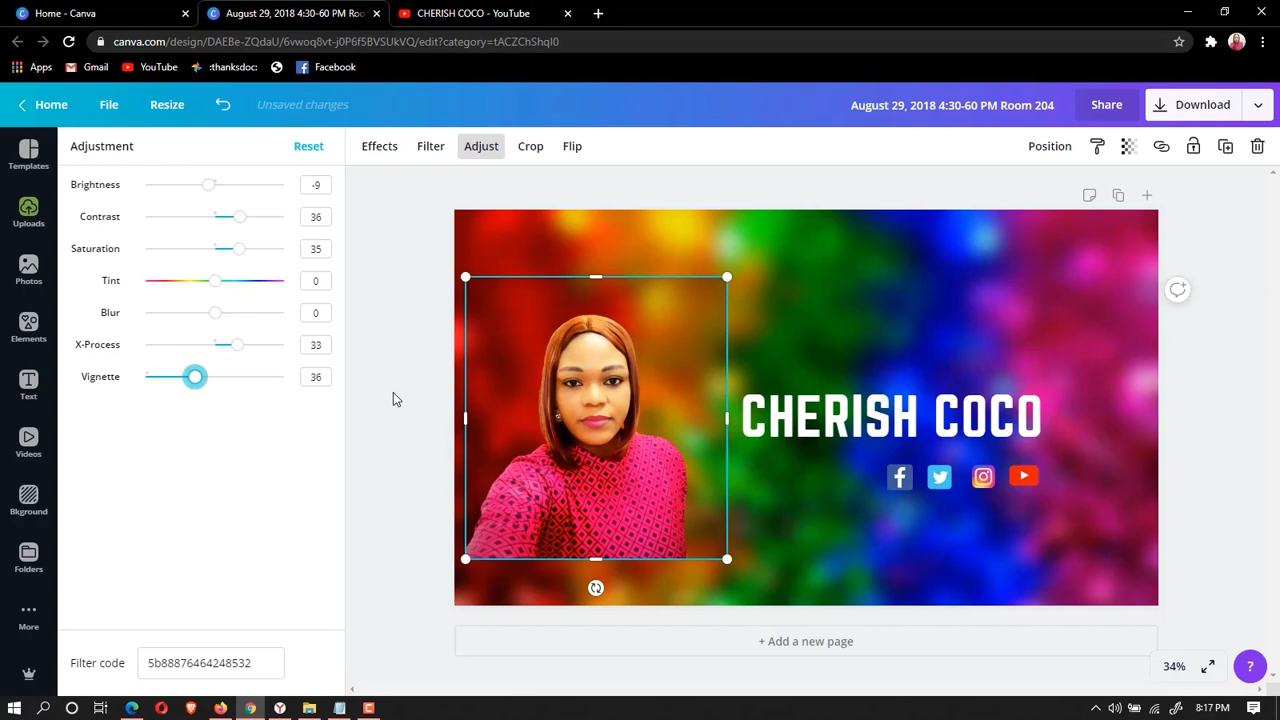 Home - Canva
August 29, 2018 4:30-60 PM Roo
CHERISH COCO - YouTube
canva.com/design/DAEBe-ZQdaU/6vwoq8vt-j0P6f5BVSUkVQ/edit?category=tACZChShqI0
Apps
Gmail
YouTube
:thanksdoc:
Facebook
Home
File
Resize
Unsaved changes
August 29, 2018 4:30-60 PM Room 204
Share
Download
Templates
Uploads
Photos
Elements
Text
Videos
Bkground
Folders
More
Adjustment
Reset
Brightness -9
Contrast 36
Saturation 35
Tint 0
Blur 0
X-Process 33
Vignette 36
Filter code 5b88876464248532
Effects
Filter
Adjust
Crop
Flip
Position
CHERISH COCO
+ Add a new page
34%
?
8:17 PM